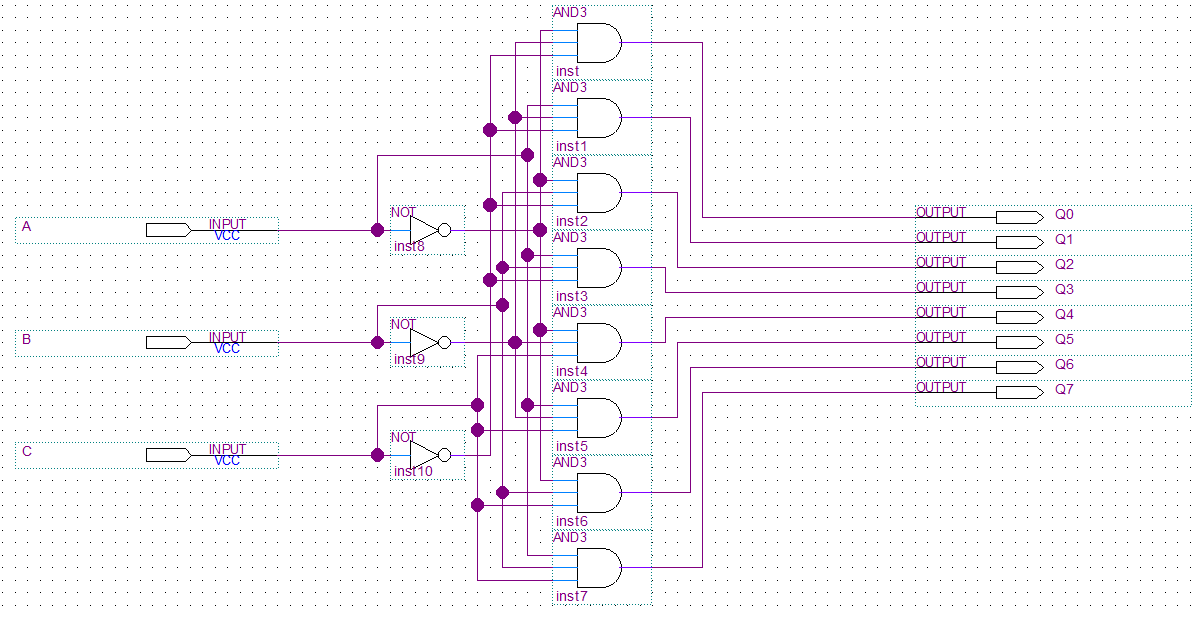 AND3
inst
AND3
inst1
AND3
inst2
AND3
inst3
AND3
inst4
AND3
inst5
AND3
inst6
AND3
inst7
A
INPUT
VCC
NOT
inst8
B
INPUT
VCC
NOT
inst9
C
INPUT
VCC
NOT
inst10
OUTPUT Q0
OUTPUT Q1
OUTPUT Q2
OUTPUT Q3
OUTPUT Q4
OUTPUT Q5
OUTPUT Q6
OUTPUT Q7